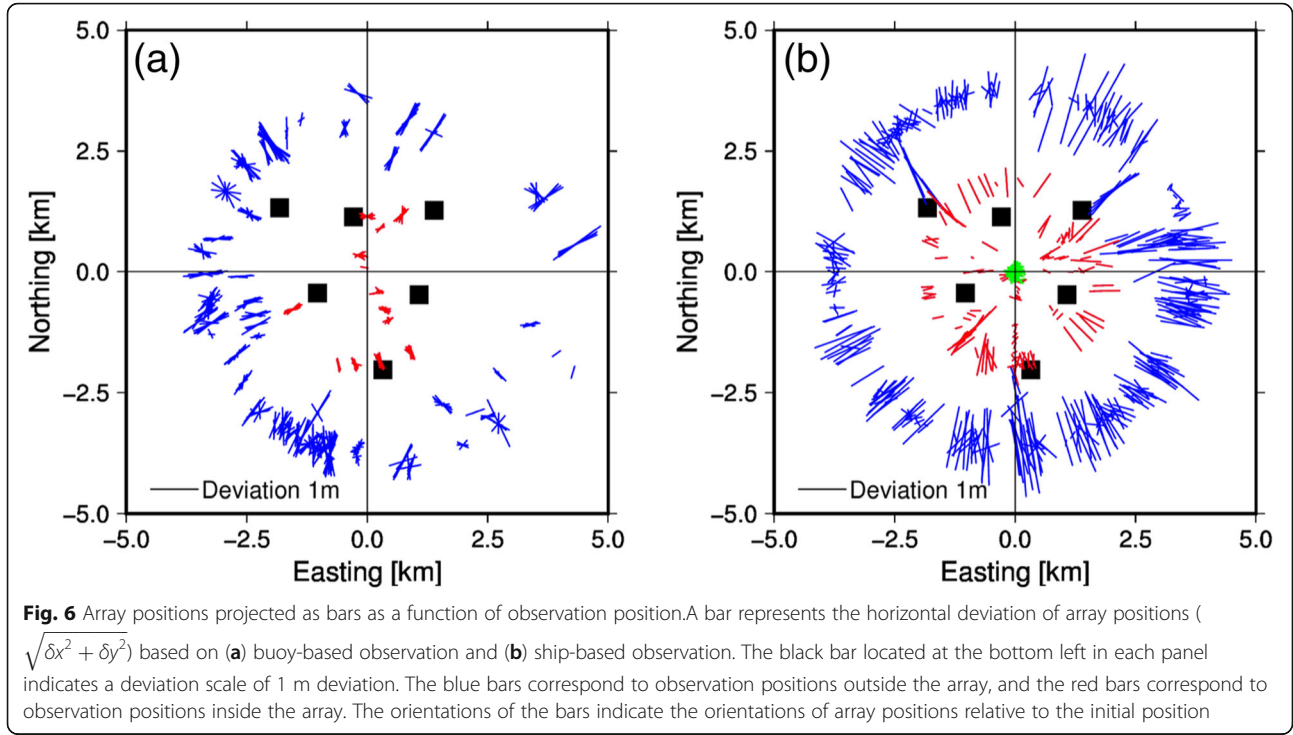 (a)
5.0
2.5
0.0
−2.5
−5.0
Northing [km]
Deviation 1m
−5.0 −2.5 0.0 2.5 5.0
Easting [km]
(b)
5.0
2.5
0.0
−2.5
−5.0
Northing [km]
Deviation 1m
−5.0 −2.5 0.0 2.5 5.0
Easting [km]
Fig. 6 Array positions projected as bars as a function of observation position.A bar represents the horizontal deviation of array positions (
√δx² + δy²) based on (a) buoy-based observation and (b) ship-based observation. The black bar located at the bottom left in each panel
indicates a deviation scale of 1 m deviation. The blue bars correspond to observation positions outside the array, and the red bars correspond to
observation positions inside the array. The orientations of the bars indicate the orientations of array positions relative to the initial position